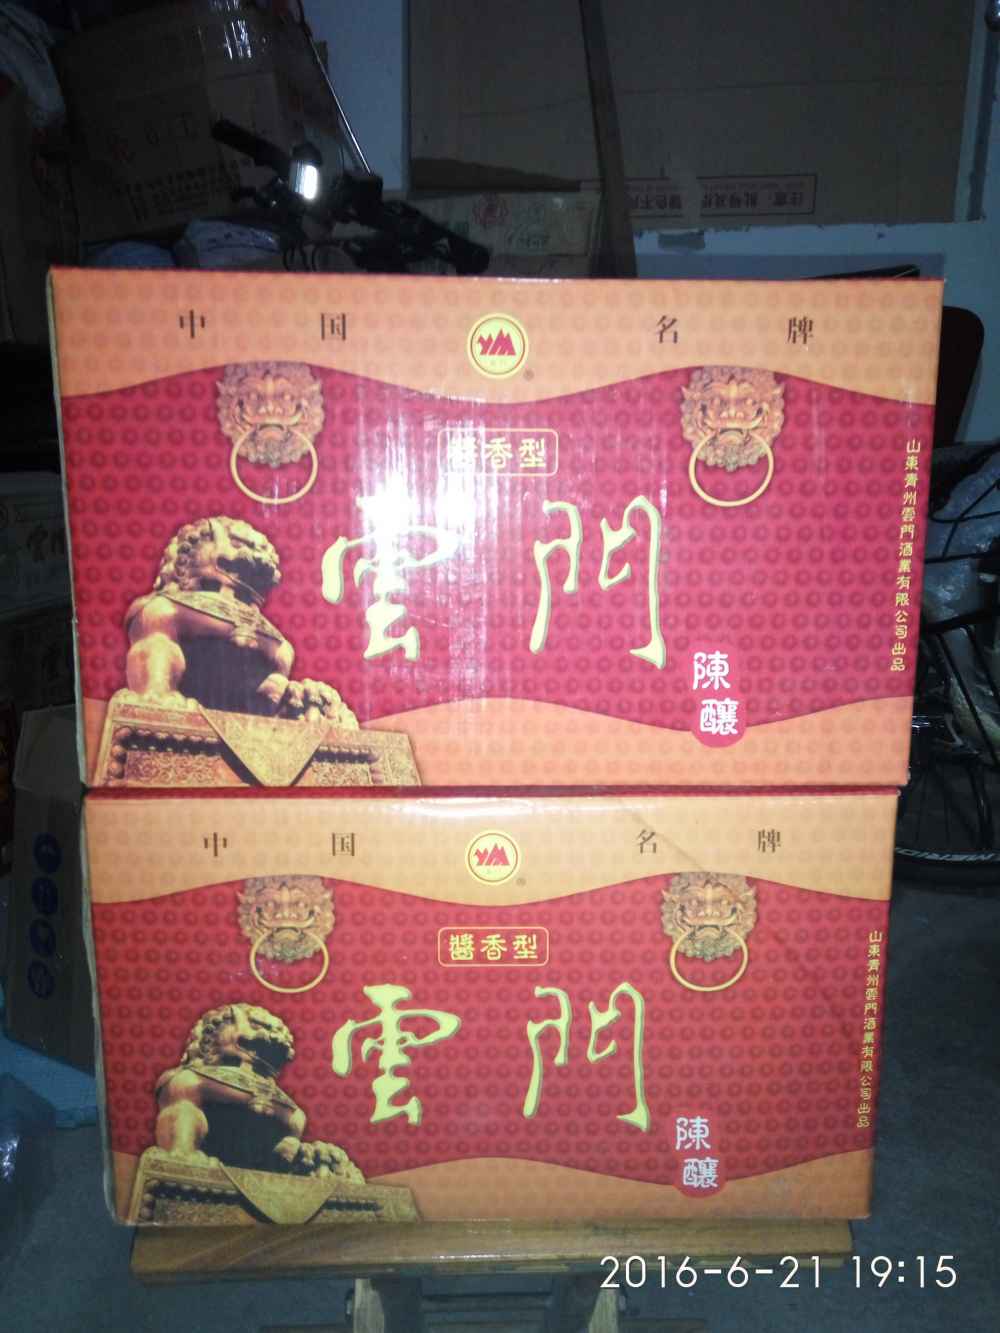 注意:
中 国 名 牌
YM
®
醬香型
雲門
陳釀
山東青州雲門酒業有限公司出品
中 国 名 牌
YM
®
醬香型
雲門
陳釀
山東青州雲門酒業有限公司出品
MERID
2016-6-21 19:15